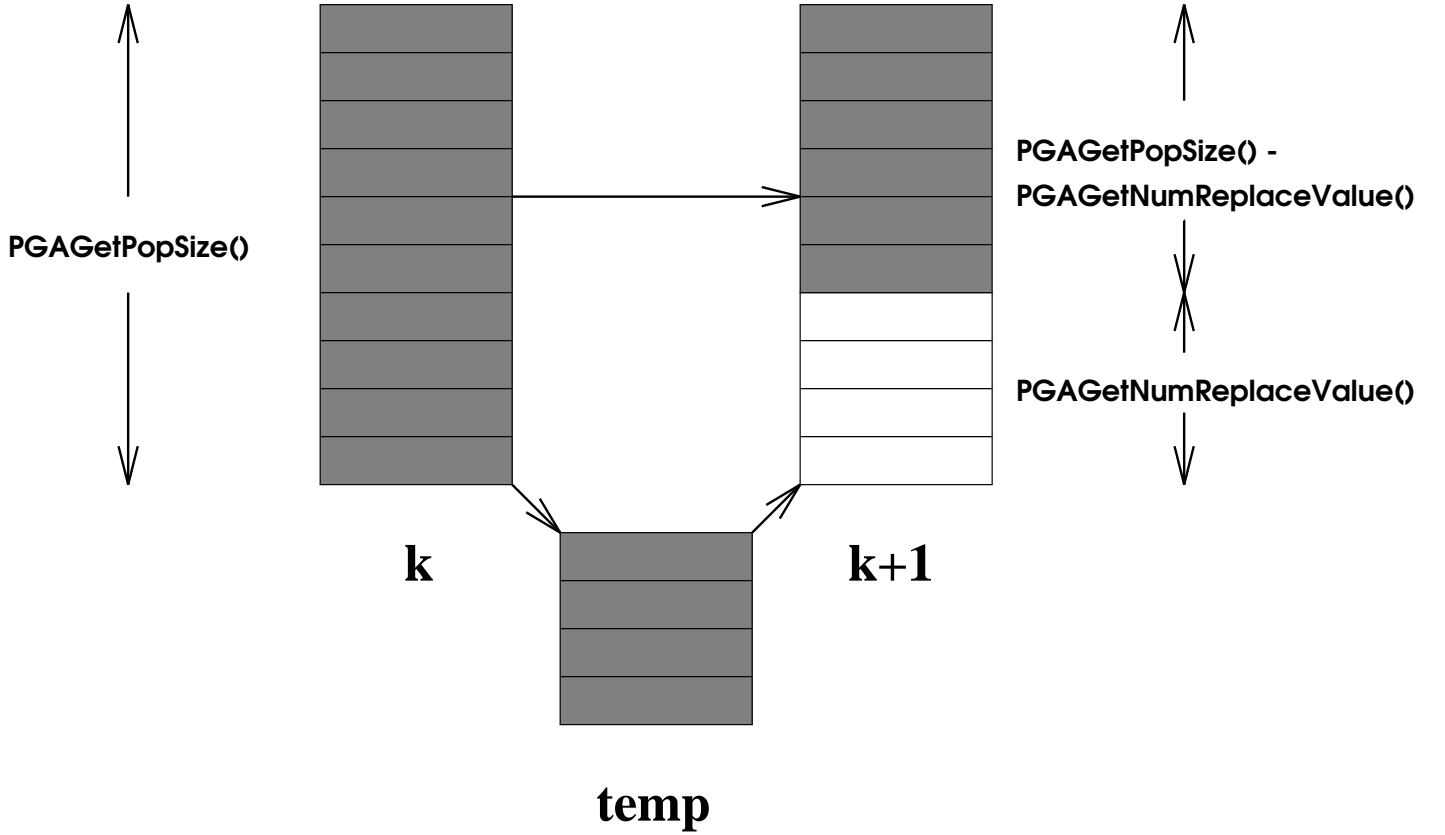 PGAGetPopSize()
PGAGetPopSize() -
PGAGetNumReplaceValue()
PGAGetNumReplaceValue()
k
k+1
temp